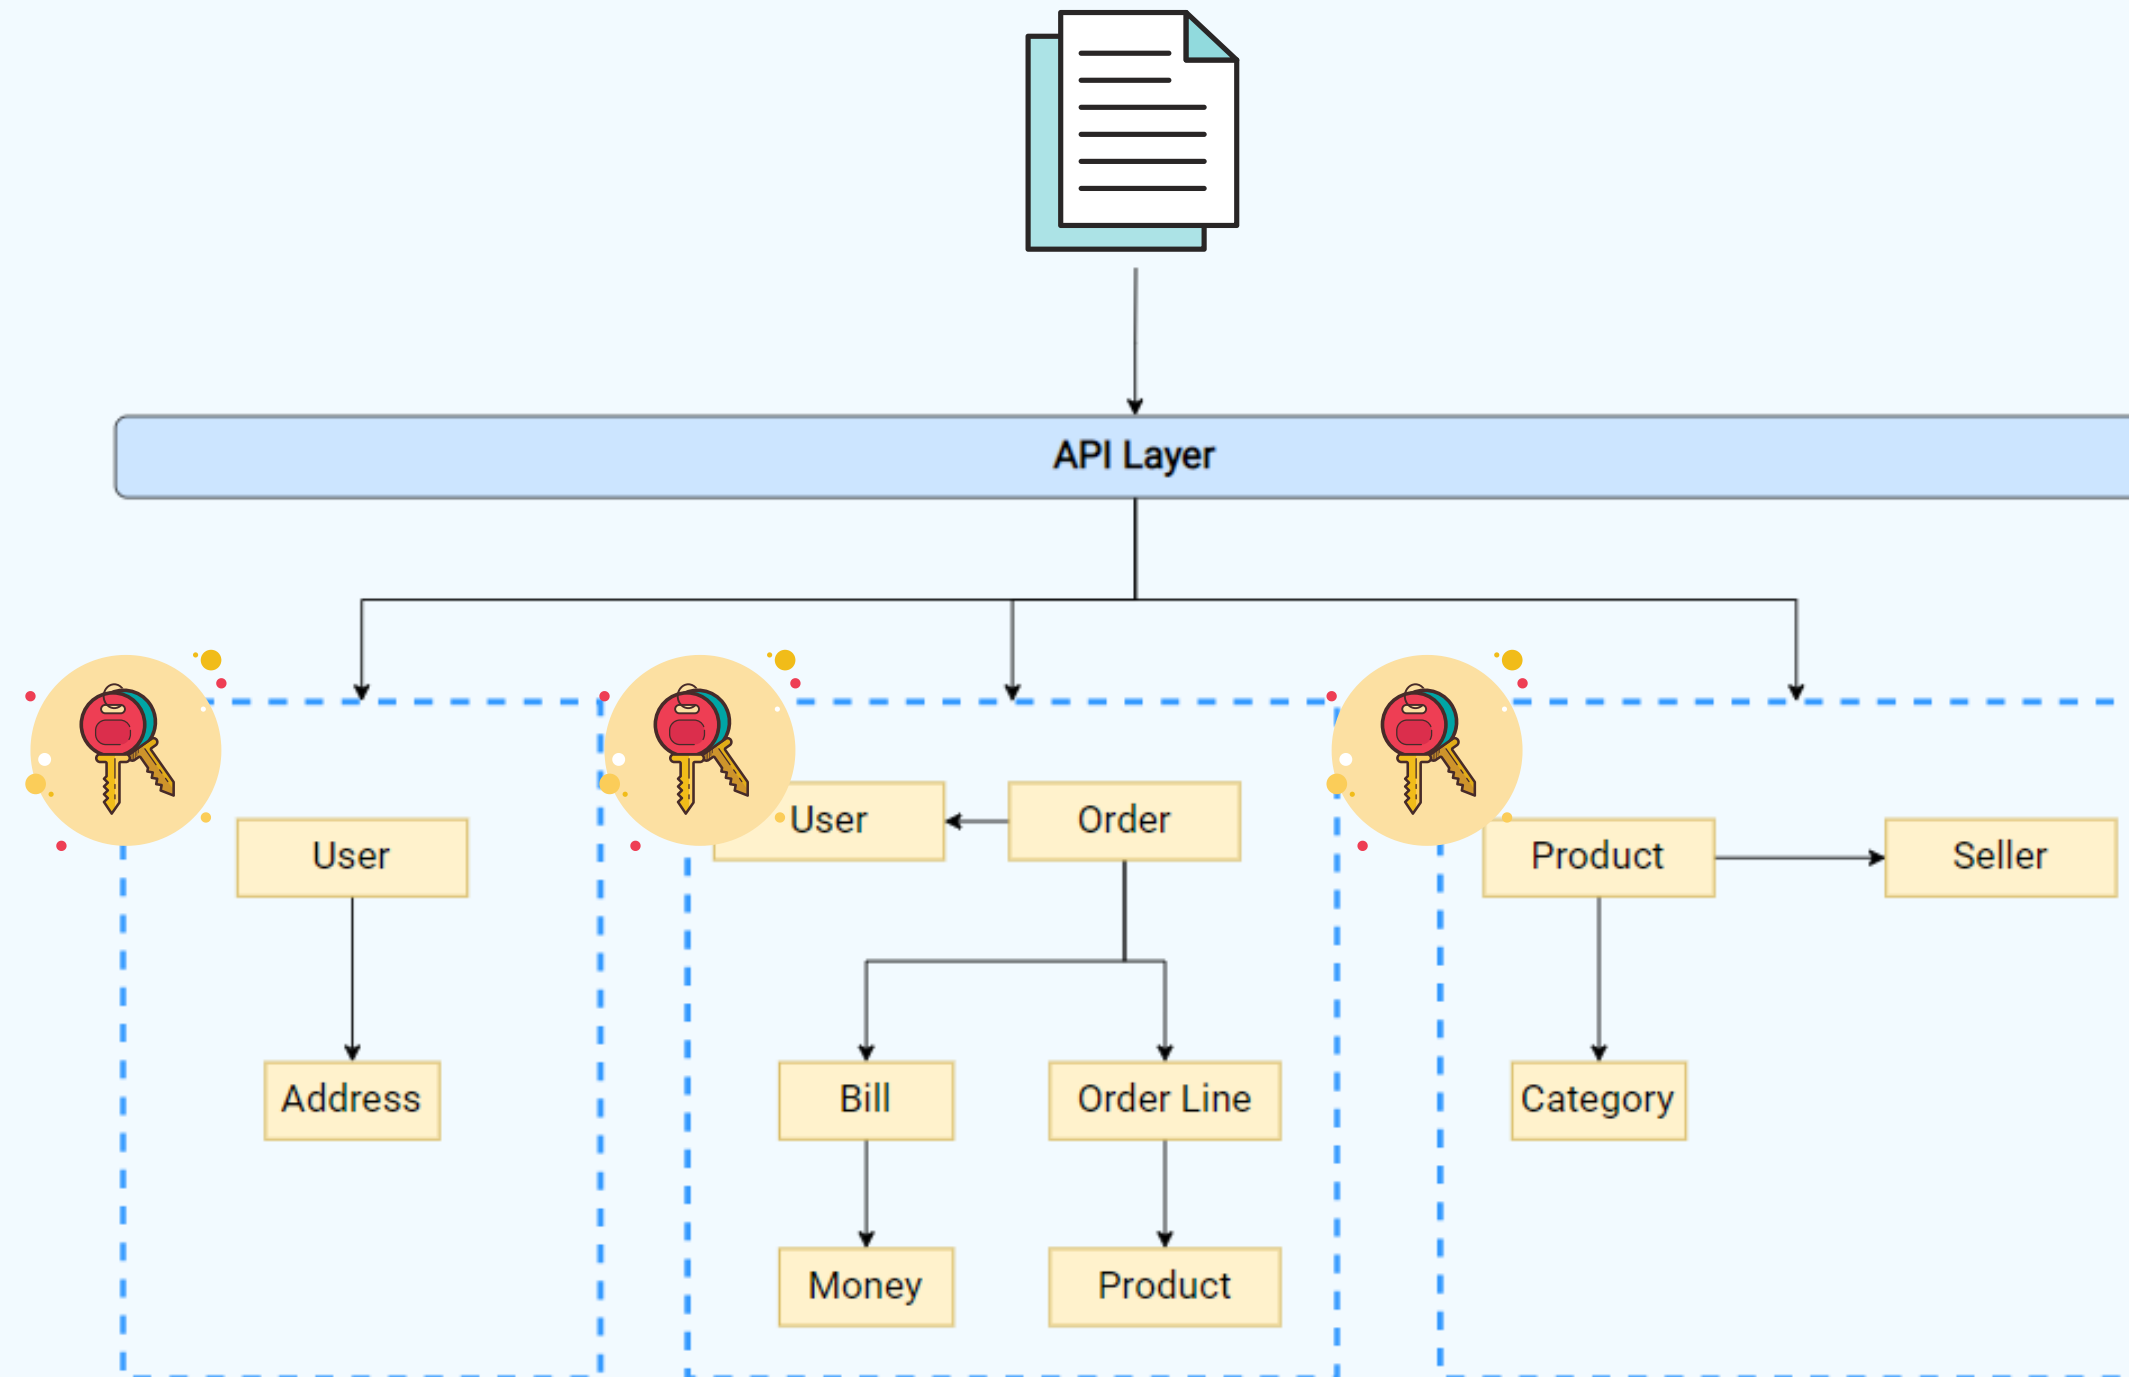 API Layer
User
Order
User
Product
Seller
Address
Bill
Order Line
Category
Money
Product